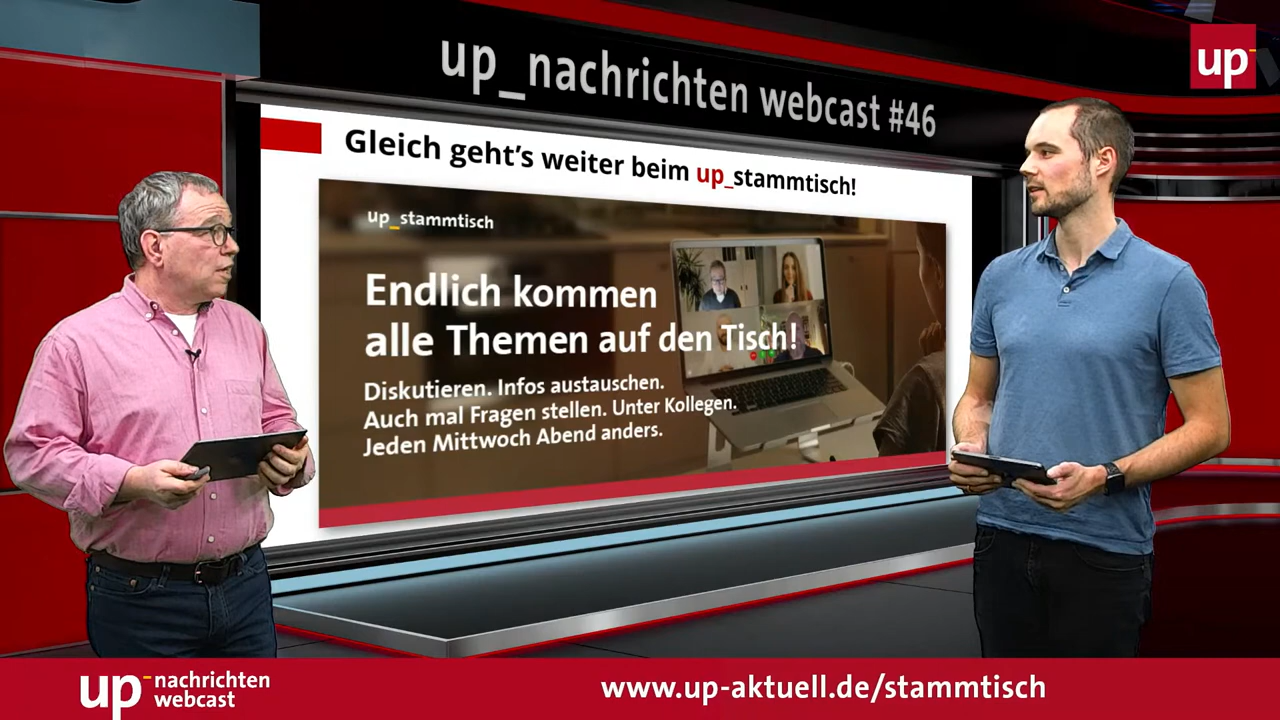 up_nachrichten webcast #46
up
Gleich geht's weiter beim up_stammtisch!
up_stammtisch
Endlich kommen
alle Themen auf den Tisch!
Diskutieren. Infos austauschen.
Auch mal Fragen stellen. Unter Kollegen.
Jeden Mittwoch Abend anders.
up nachrichten
webcast
www.up-aktuell.de/stammtisch